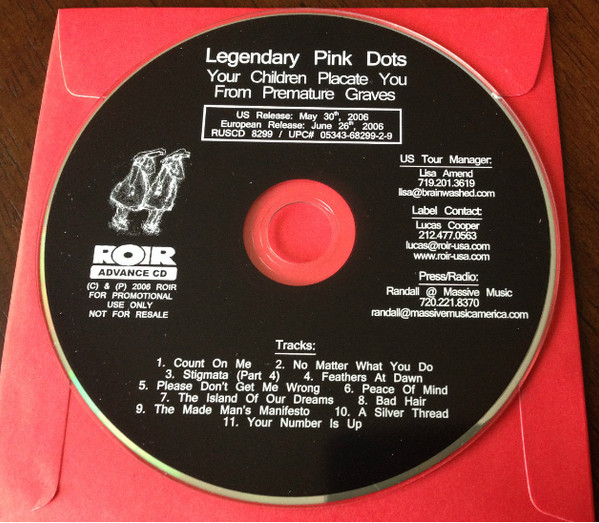 Legendary Pink Dots
Your Children Placate You
From Premature Graves
US Release: May 30th, 2006
European Release: June 26th, 2006
RUSCD 8299 / UPC# 05343-68299-2-9
US Tour Manager:
Lisa Amend
719.201.3619
lisa@brainwashed.com
Label Contact:
Lucas Cooper
212.477.0563
lucas@roir-usa.com
www.roir-usa.com
Press/Radio:
Randall @ Massive Music
720.221.8370
randall@massivemusicamerica.com
ROIR
ADVANCE CD
(C) & (P) 2006 ROIR
FOR PROMOTIONAL
USE ONLY
NOT FOR RESALE
Tracks:
1. Count On Me 2. No Matter What You Do
3. Stigmata (Part 4) 4. Feathers At Dawn
5. Please Don't Get Me Wrong 6. Peace Of Mind
7. The Island Of Our Dreams 8. Bad Hair
9. The Made Man's Manifesto 10. A Silver Thread
11. Your Number Is Up